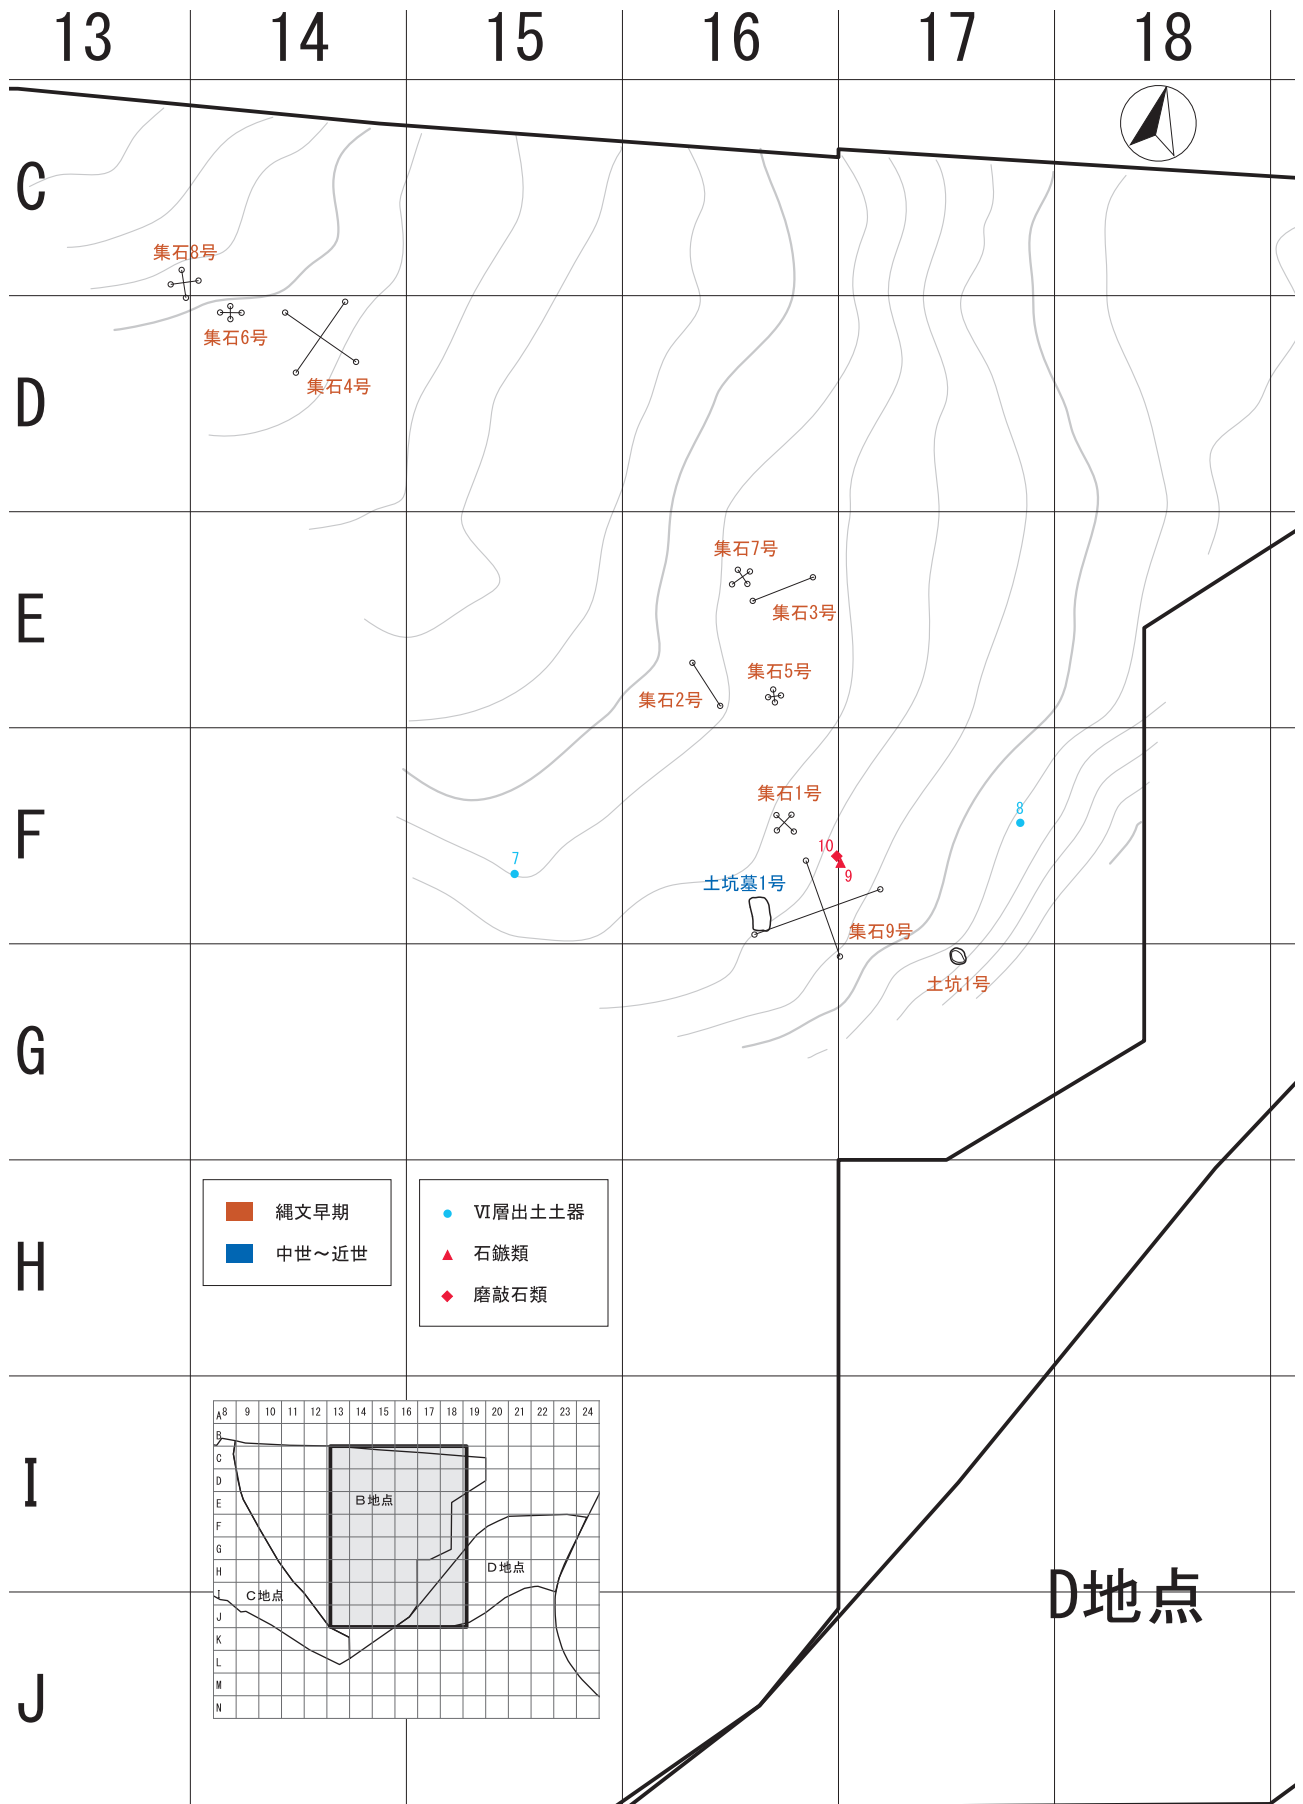 13 14 15 16 17 18
C
集石8号
集石6号
集石4号
D
集石7号
集石3号
E
集石5号
集石2号
集石1号
8
F
10
7
9
土坑墓1号
集石9号
土坑1号
G
縄文早期
中世～近世
Ⅵ層出土土器
石鏃類
磨敲石類
H
8 9 10 11 12 13 14 15 16 17 18 19 20 21 22 23 24
A
B
C
D
E
F
G
H
I
J
K
L
M
N
B地点
D地点
C地点
I
D地点
J